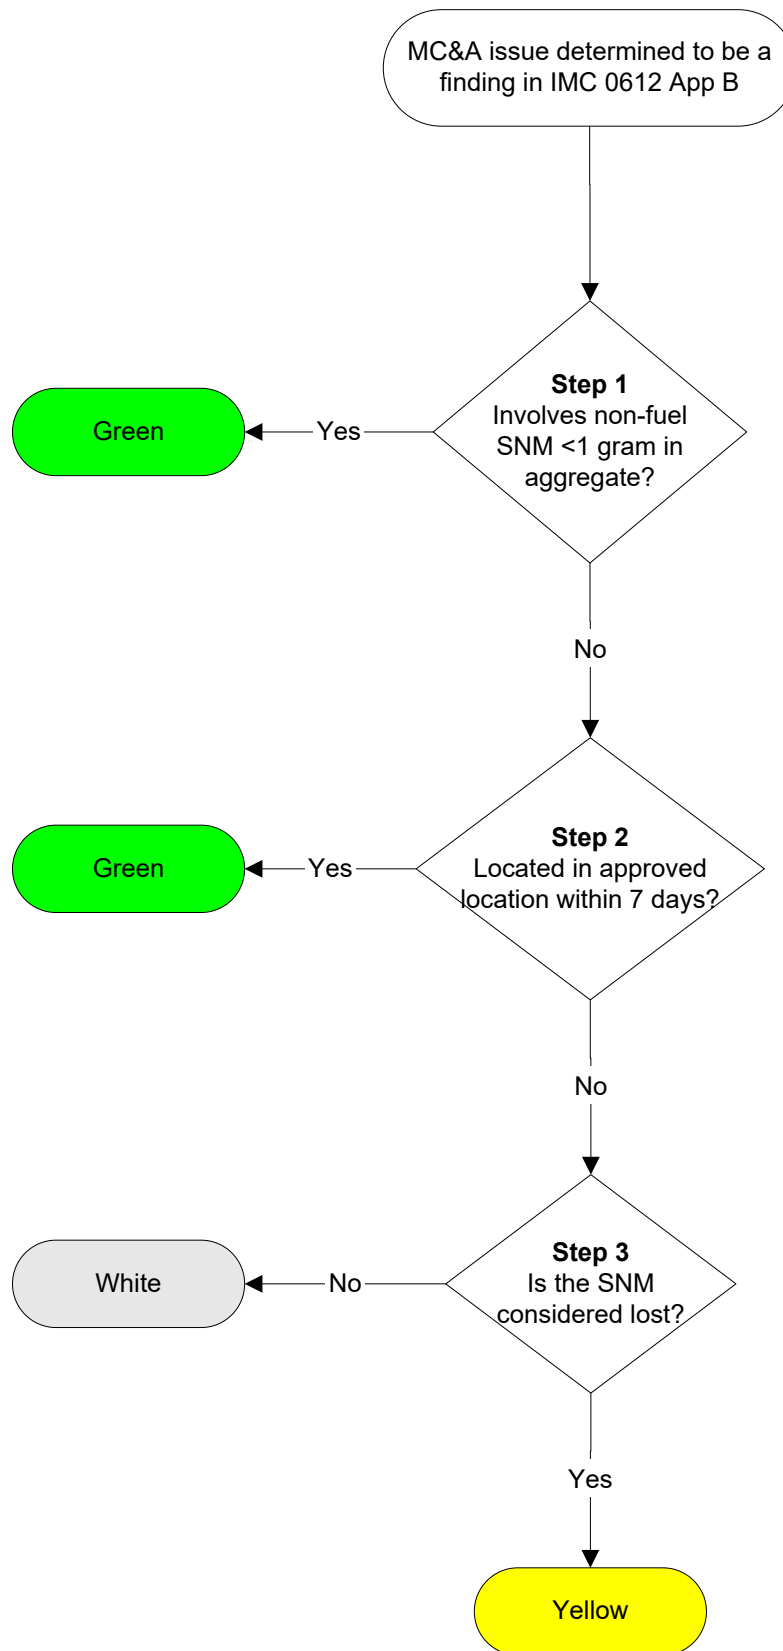 MC&A issue determined to be a
finding in IMC 0612 App B
Step 1
Involves non-fuel
SNM <1 gram in
aggregate?
Yes
Green
No
Step 2
Located in approved
location within 7 days?
Yes
Green
No
Step 3
Is the SNM
considered lost?
No
White
Yes
Yellow